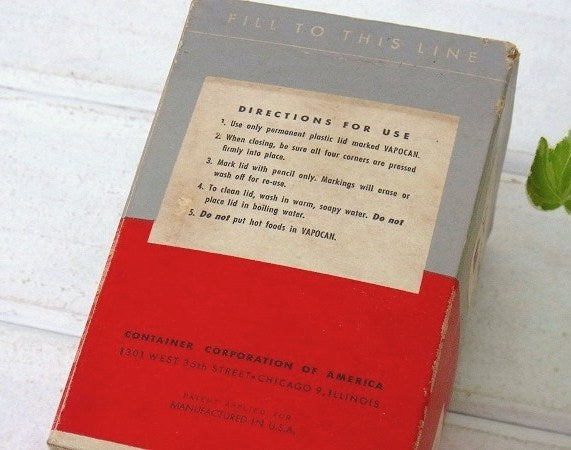 FILL TO THIS LINE
DIRECTIONS FOR USE
1. Use only permanent plastic lid marked VAPOCAN.
2. When closing, be sure all four corners are pressed
firmly into place.
3. Mark lid with pencil only. Markings will erase or
wash off for re-use.
4. To clean lid, wash in warm, soapy water. Do not
place lid in boiling water.
5. Do not put hot foods in VAPOCAN.
CONTAINER CORPORATION OF AMERICA
1301 WEST 35th STREET•CHICAGO 9, ILLINOIS
PATENT APPLIED FOR
MANUFACTURED IN U.S.A.